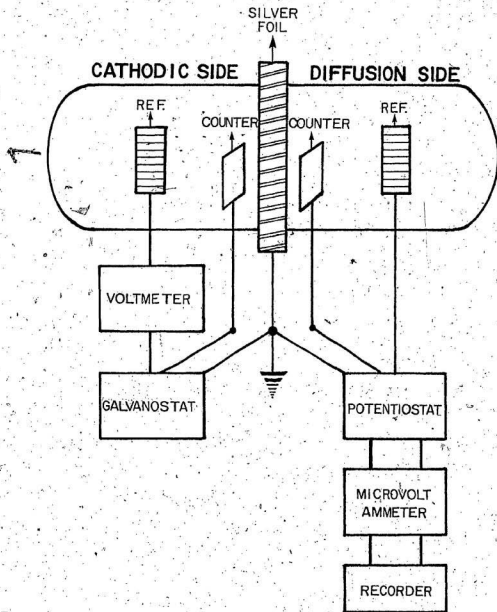 SILVER
FOIL
CATHODIC SIDE
DIFFUSION SIDE
REF.
COUNTER
COUNTER
REF.
VOLTMETER
GALVANOSTAT
POTENTIOSTAT
MICROVOLT
AMMETER
RECORDER